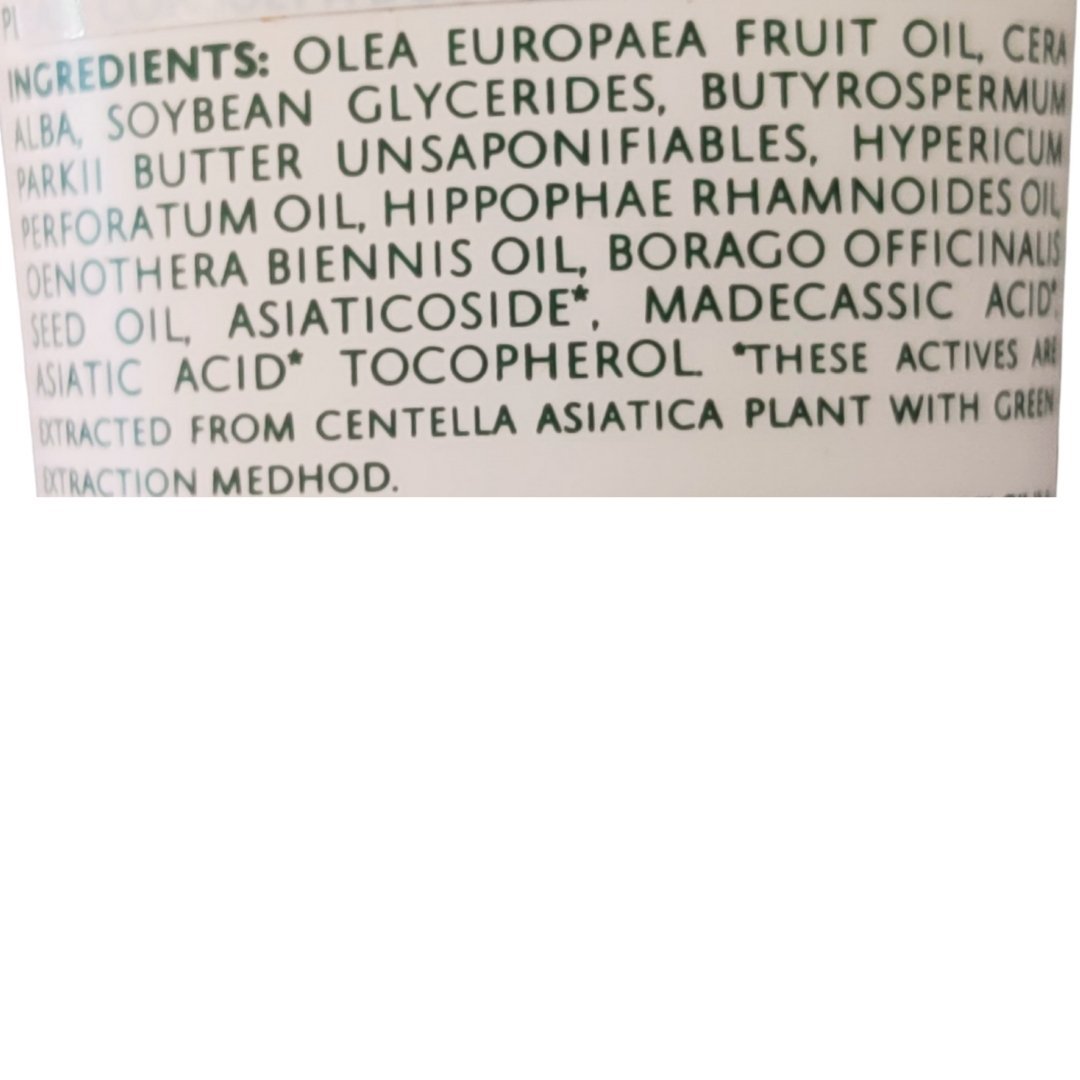 INGREDIENTS: OLEA EUROPAEA FRUIT OIL, CERA
ALBA, SOYBEAN GLYCERIDES, BUTYROSPERMUM
PARKII BUTTER UNSAPONIFIABLES, HYPERICUM
PERFORATUM OIL, HIPPOPHAE RHAMNOIDES OIL
OENOTHERA BIENNIS OIL, BORAGO OFFICINALIS
SEED OIL, ASIATICOSIDE*, MADECASSIC ACID*,
ASIATIC ACID* TOCOPHEROL *THESE ACTIVES ARE
EXTRACTED FROM CENTELLA ASIATICA PLANT WITH GREEN
EXTRACTION MEDHOD.